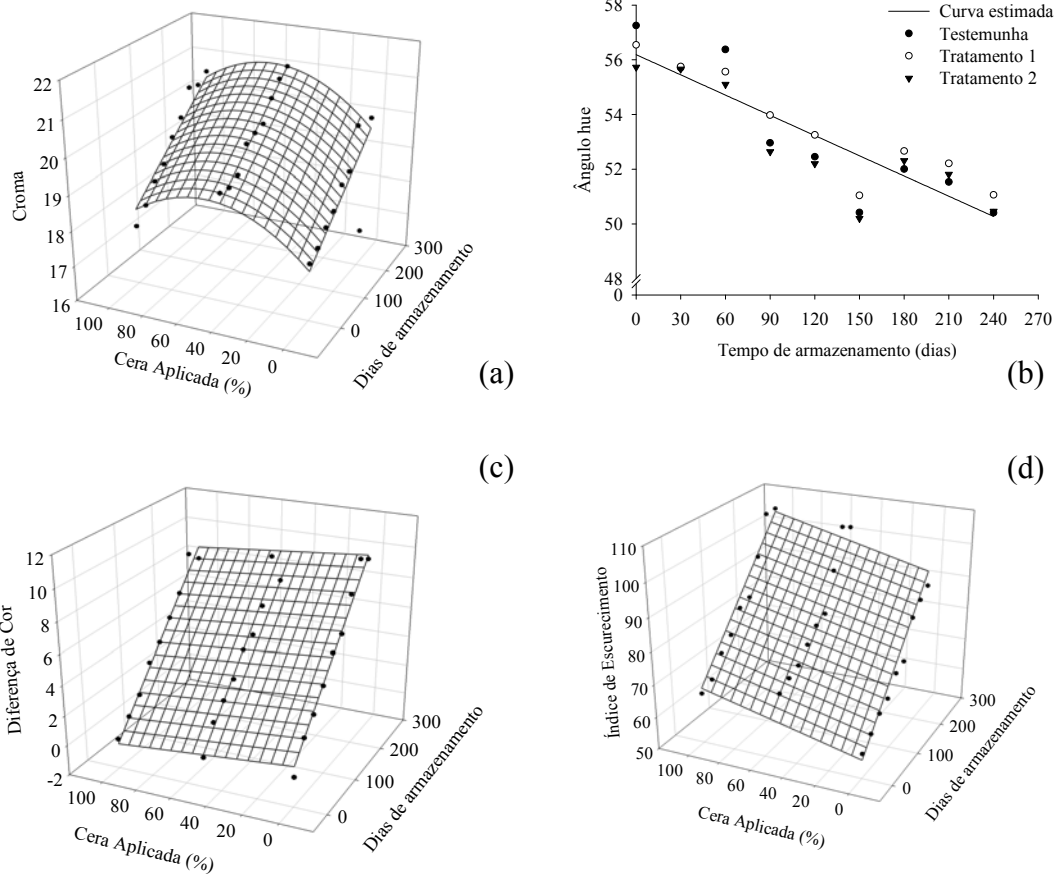 22
21
20
19
18
17
16
Croma
100
80
60
40
20
0
Cera Aplicada (%)
0
100
200
300
Dias de armazenamento
(a)
58
56
54
52
50
48
0
Ângulo hue
Curva estimada
Testemunha
Tratamento 1
Tratamento 2
0 30 60 90 120 150 180 210 240 270
Tempo de armazenamento (dias)
(b)
(c)
12
10
8
6
4
2
0
-2
Diferença de Cor
100
80
60
40
20
0
Cera Aplicada (%)
0
100
200
300
Dias de armazenamento
(d)
110
100
90
80
70
60
50
Índice de Escurecimento
100
80
60
40
20
0
Cera Aplicada (%)
0
100
200
300
Dias de armazenamento